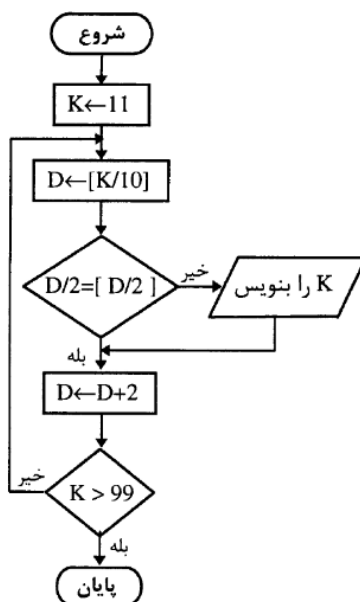 شروع
K←11
D←[K/10]
D/2=[ D/2 ]
خیر
K را بنویس
بله
D←D+2
K > 99
خیر
بله
پایان